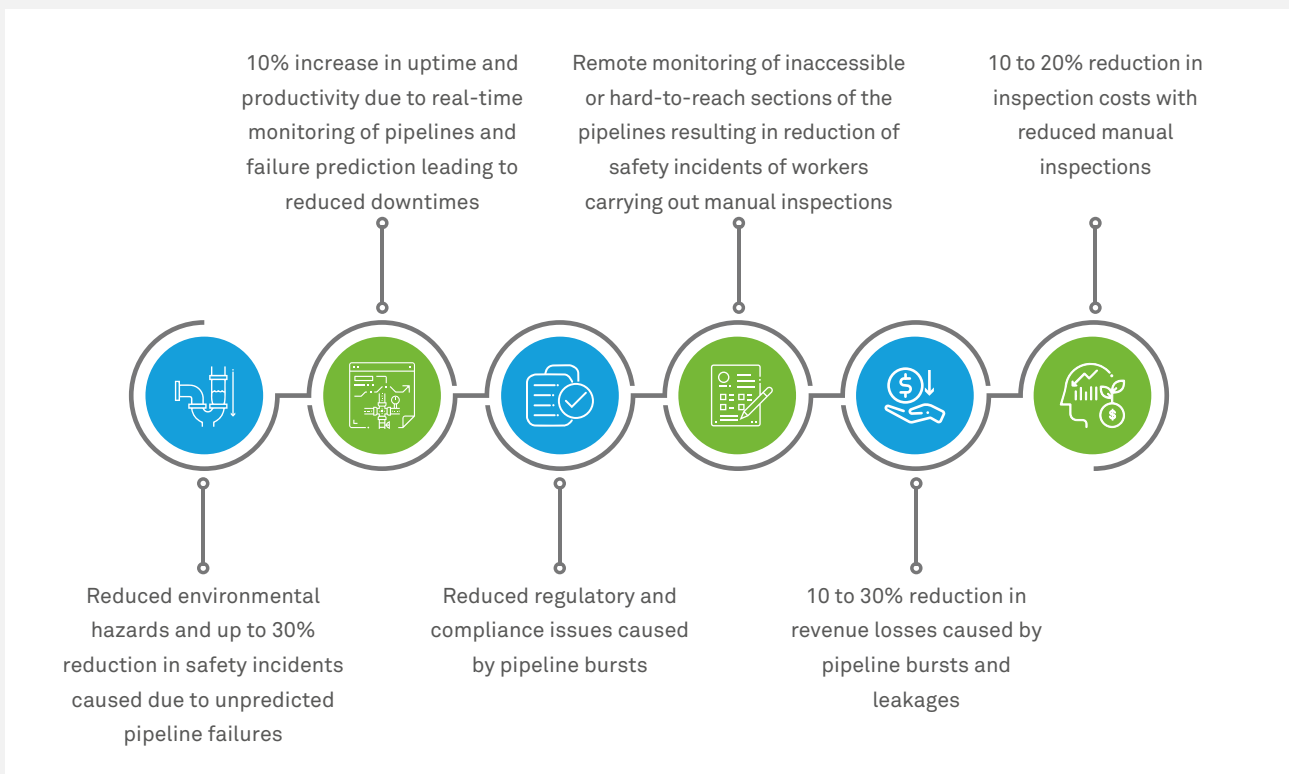 10% increase in uptime and
productivity due to real-time
monitoring of pipelines and
failure prediction leading to
reduced downtimes
Remote monitoring of inaccessible
or hard-to-reach sections of the
pipelines resulting in reduction of
safety incidents of workers
carrying out manual inspections
10 to 20% reduction in
inspection costs with
reduced manual
inspections
$
$
Reduced environmental
hazards and up to 30%
reduction in safety incidents
caused due to unpredicted
pipeline failures
Reduced regulatory and
compliance issues caused
by pipeline bursts
10 to 30% reduction in
revenue losses caused by
pipeline bursts and
leakages